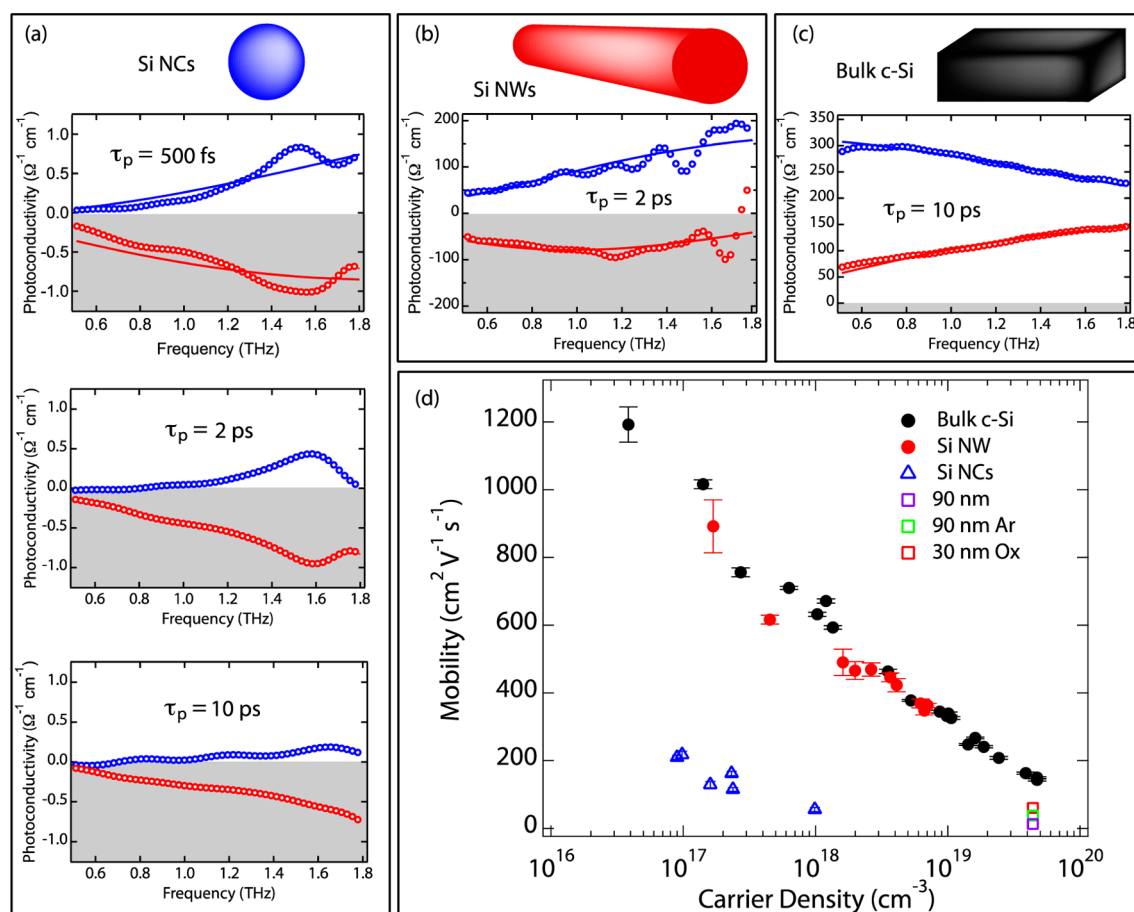 (a)
Si NCs
τp = 500 fs
Photoconductivity (Ω⁻¹ cm⁻¹)
1.0
0.5
0.0
-0.5
-1.0
0.6 0.8 1.0 1.2 1.4 1.6 1.8
Frequency (THz)
τp = 2 ps
Photoconductivity (Ω⁻¹ cm⁻¹)
1.0
0.5
0.0
-0.5
-1.0
0.6 0.8 1.0 1.2 1.4 1.6 1.8
Frequency (THz)
τp = 10 ps
Photoconductivity (Ω⁻¹ cm⁻¹)
1.0
0.5
0.0
-0.5
-1.0
0.6 0.8 1.0 1.2 1.4 1.6 1.8
Frequency (THz)
(b)
Si NWs
τp = 2 ps
Photoconductivity (Ω⁻¹ cm⁻¹)
200
100
0
-100
-200
0.6 0.8 1.0 1.2 1.4 1.6 1.8
Frequency (THz)
(c)
Bulk c-Si
τp = 10 ps
Photoconductivity (Ω⁻¹ cm⁻¹)
350
300
250
200
150
100
50
0
0.6 0.8 1.0 1.2 1.4 1.6 1.8
Frequency (THz)
(d)
Bulk c-Si
Si NW
Si NCs
90 nm
90 nm Ar
30 nm Ox
Mobility (cm² V⁻¹ s⁻¹)
1200
1000
800
600
400
200
0
10¹⁶ 10¹⁷ 10¹⁸ 10¹⁹ 10²⁰
Carrier Density (cm⁻³)